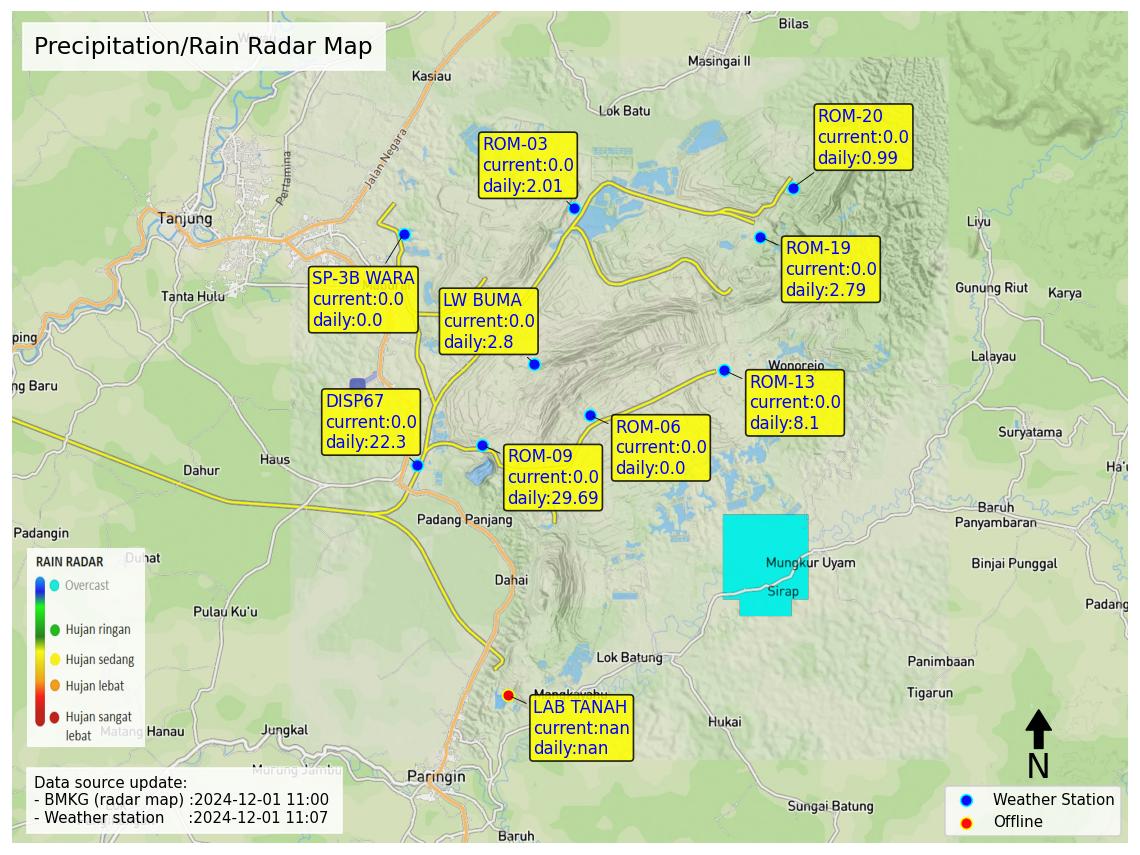 Precipitation/Rain Radar Map
Bilas
Masingai II
Kasiau
Lok Batu
Jalan Negara
Pertamina
Tanjung
Tanta Hulu
ROM-20
current:0.0
daily:0.99
ROM-03
current:0.0
daily:2.01
ROM-19
current:0.0
daily:2.79
SP-3B WARA
current:0.0
daily:0.0
LW BUMA
current:0.0
daily:2.8
Liyu
Gunung Riut
Karya
Lalayau
ping
ng Baru
Wonorejo
ROM-13
current:0.0
daily:8.1
DISP67
current:0.0
daily:22.3
ROM-06
current:0.0
daily:0.0
ROM-09
current:0.0
daily:29.69
Suryatama
Ha'u
Haus
Dahur
Padang Panjang
Baruh
Panyambaran
Padangin
Duhat
Mungkur Uyam
Binjai Punggal
Dahai
Sirap
Padang
Pulau Ku'u
RAIN RADAR
Overcast
Hujan ringan
Hujan sedang
Hujan lebat
Hujan sangat
lebat
Lok Batung
Panimbaan
Tigarun
Mangkayahu
LAB TANAH
current:nan
daily:nan
Matang Hanau
Jungkal
Hukai
Murung Jambu
Paringin
Sungai Batung
Baruh
Data source update:
- BMKG (radar map) :2024-12-01 11:00
- Weather station :2024-12-01 11:07
N
Weather Station
Offline